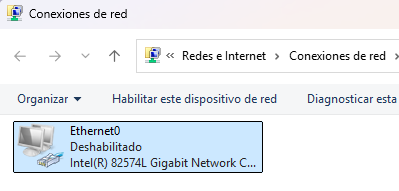 Conexiones de red
« Redes e Internet > Conexiones de red >
Organizar Habilitar este dispositivo de red Diagnosticar esta
Ethernet0
Deshabilitado
Intel(R) 82574L Gigabit Network C...